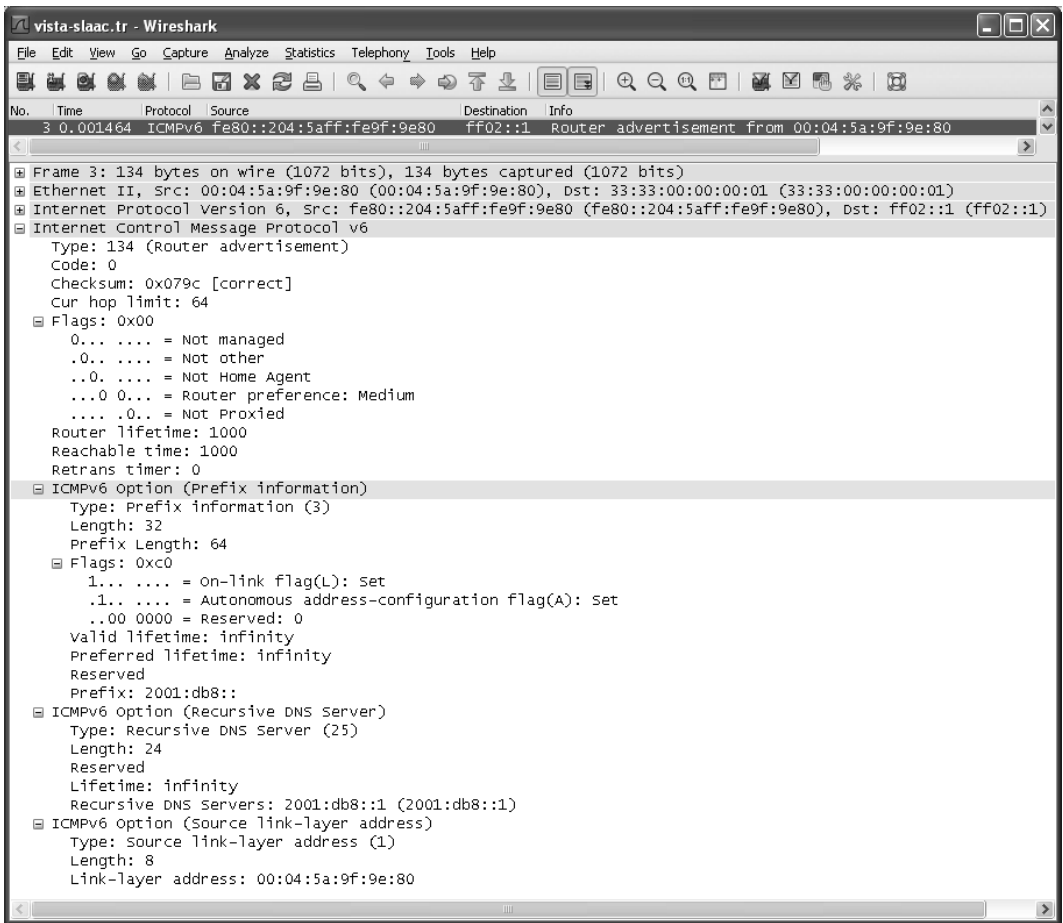 vista-slaac.tr - Wireshark
File Edit View Go Capture Analyze Statistics Telephony Tools Help
No. Time Protocol Source Destination Info
3 0.001464 ICMPv6 fe80::204:5aff:fe9f:9e80 ff02::1 Router advertisement from 00:04:5a:9f:9e:80
Frame 3: 134 bytes on wire (1072 bits), 134 bytes captured (1072 bits)
Ethernet II, Src: 00:04:5a:9f:9e:80 (00:04:5a:9f:9e:80), Dst: 33:33:00:00:00:01 (33:33:00:00:00:01)
Internet Protocol Version 6, Src: fe80::204:5aff:fe9f:9e80 (fe80::204:5aff:fe9f:9e80), Dst: ff02::1 (ff02::1)
Internet Control Message Protocol v6
Type: 134 (Router advertisement)
Code: 0
Checksum: 0x079c [correct]
Cur hop limit: 64
Flags: 0x00
0... .... = Not managed
.0.. .... = Not other
..0. .... = Not Home Agent
...0 0... = Router preference: Medium
.... .0.. = Not Proxied
Router lifetime: 1000
Reachable time: 1000
Retrans timer: 0
ICMPv6 Option (Prefix information)
Type: Prefix information (3)
Length: 32
Prefix Length: 64
Flags: 0xc0
1... .... = On-link flag(L): Set
.1.. .... = Autonomous address-configuration flag(A): Set
..00 0000 = Reserved: 0
Valid lifetime: infinity
Preferred lifetime: infinity
Reserved
Prefix: 2001:db8::
ICMPv6 Option (Recursive DNS Server)
Type: Recursive DNS Server (25)
Length: 24
Reserved
Lifetime: infinity
Recursive DNS Servers: 2001:db8::1 (2001:db8::1)
ICMPv6 Option (Source link-layer address)
Type: Source link-layer address (1)
Length: 8
Link-layer address: 00:04:5a:9f:9e:80